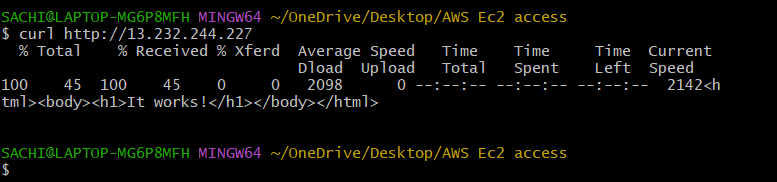 SACHI@LAPTOP-MG6P8MFH MINGW64 ~/OneDrive/Desktop/AWS Ec2 access
$ curl http://13.232.244.227
  % Total    % Received % Xferd  Average Speed   Time    Time     Time  Current
                                 Dload  Upload   Total   Spent    Left  Speed
100    45  100    45    0     0   2098      0 --:--:-- --:--:-- --:--:--  2142<h
tml><body><h1>It works!</h1></body></html>
SACHI@LAPTOP-MG6P8MFH MINGW64 ~/OneDrive/Desktop/AWS Ec2 access
$